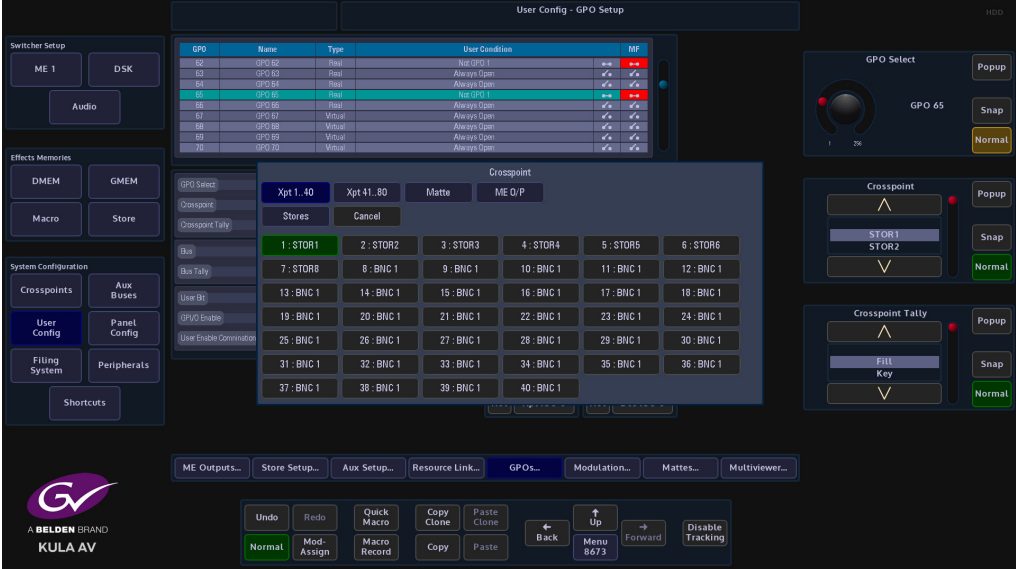 User Config - GPO Setup
HDD
Switcher Setup
ME 1
DSK
Audio
Effects Memories
DMEM
GMEM
Macro
Store
System Configuration
Crosspoints
Aux
Buses
User
Config
Panel
Config
Filing
System
Peripherals
Shortcuts
GPO Name Type User Condition MF
62 GPO 62 Real Not GPO 1
63 GPO 63 Real Always Open
64 GPO 64 Real Always Open
65 GPO 65 Real Not GPO 1
66 GPO 66 Real Always Open
67 GPO 67 Virtual Always Open
68 GPO 68 Virtual Always Open
69 GPO 69 Virtual Always Open
70 GPO 70 Virtual Always Open
GPO Select
Crosspoint
Crosspoint Tally
Bus
Bus Tally
User Bit
GPI/O Enable
User Enable Comnination
Crosspoint
Xpt 1..40
Xpt 41..80
Matte
ME O/P
Stores
Cancel
1 : STOR1 2 : STOR2 3 : STOR3 4 : STOR4 5 : STOR5 6 : STOR6
7 : STOR8 8 : BNC 1 9 : BNC 1 10 : BNC 1 11 : BNC 1 12 : BNC 1
13 : BNC 1 14 : BNC 1 15 : BNC 1 16 : BNC 1 17 : BNC 1 18 : BNC 1
19 : BNC 1 20 : BNC 1 21 : BNC 1 22 : BNC 1 23 : BNC 1 24 : BNC 1
25 : BNC 1 26 : BNC 1 27 : BNC 1 28 : BNC 1 29 : BNC 1 30 : BNC 1
31 : BNC 1 32 : BNC 1 33 : BNC 1 34 : BNC 1 35 : BNC 1 36 : BNC 1
37 : BNC 1 38 : BNC 1 39 : BNC 1 40 : BNC 1
GPO Select
GPO 65
1 256
Popup
Snap
Normal
Crosspoint
STOR1
STOR2
Popup
Snap
Normal
Crosspoint Tally
Fill
Key
Popup
Snap
Normal
ME Outputs...
Store Setup...
Aux Setup...
Resource Link...
GPOs...
Modulation...
Mattes...
Multiviewer...
GV
A BELDEN BRAND
KULA AV
Undo
Redo
Normal
Mod-
Assign
Quick
Macro
Macro
Record
Copy
Clone
Paste
Clone
Copy
Paste
Back
Up
Menu
8673
Forward
Disable
Tracking